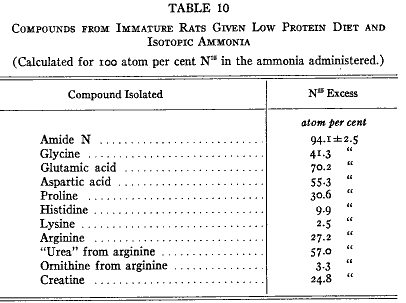 TABLE 10
COMPOUNDS FROM IMMATURE RATS GIVEN LOW PROTEIN DIET AND
ISOTOPIC AMMONIA
(Calculated for 100 atom per cent N¹⁵ in the ammonia administered.)
Compound Isolated N¹⁵ Excess
atom per cent
Amide N 94.1±2.5
Glycine 41.3 "
Glutamic acid 70.2 "
Aspartic acid 55.3 "
Proline 30.6 "
Histidine 9.9 "
Lysine 2.5 "
Arginine 27.2 "
"Urea" from arginine 57.0 "
Ornithine from arginine 3.3 "
Creatine 24.8 "